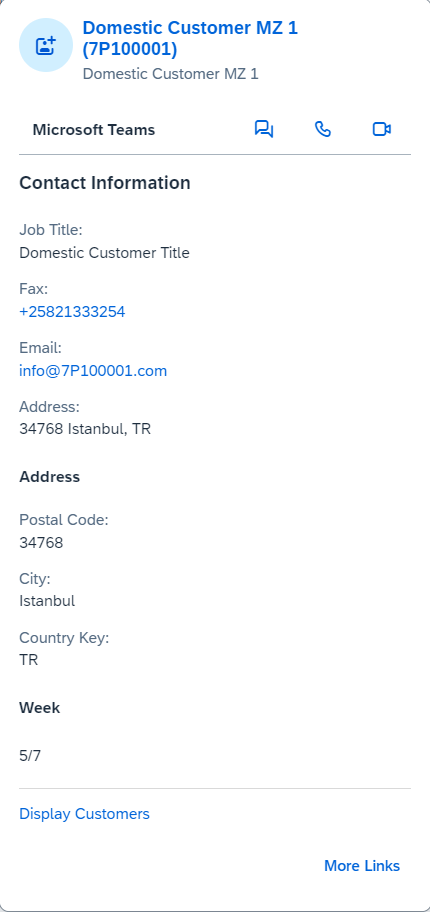 Domestic Customer MZ 1
(7P100001)
Domestic Customer MZ 1
Microsoft Teams
Contact Information
Job Title:
Domestic Customer Title
Fax:
+25821333254
Email:
info@7P100001.com
Address:
34768 Istanbul, TR
Address
Postal Code:
34768
City:
Istanbul
Country Key:
TR
Week
5/7
Display Customers
More Links